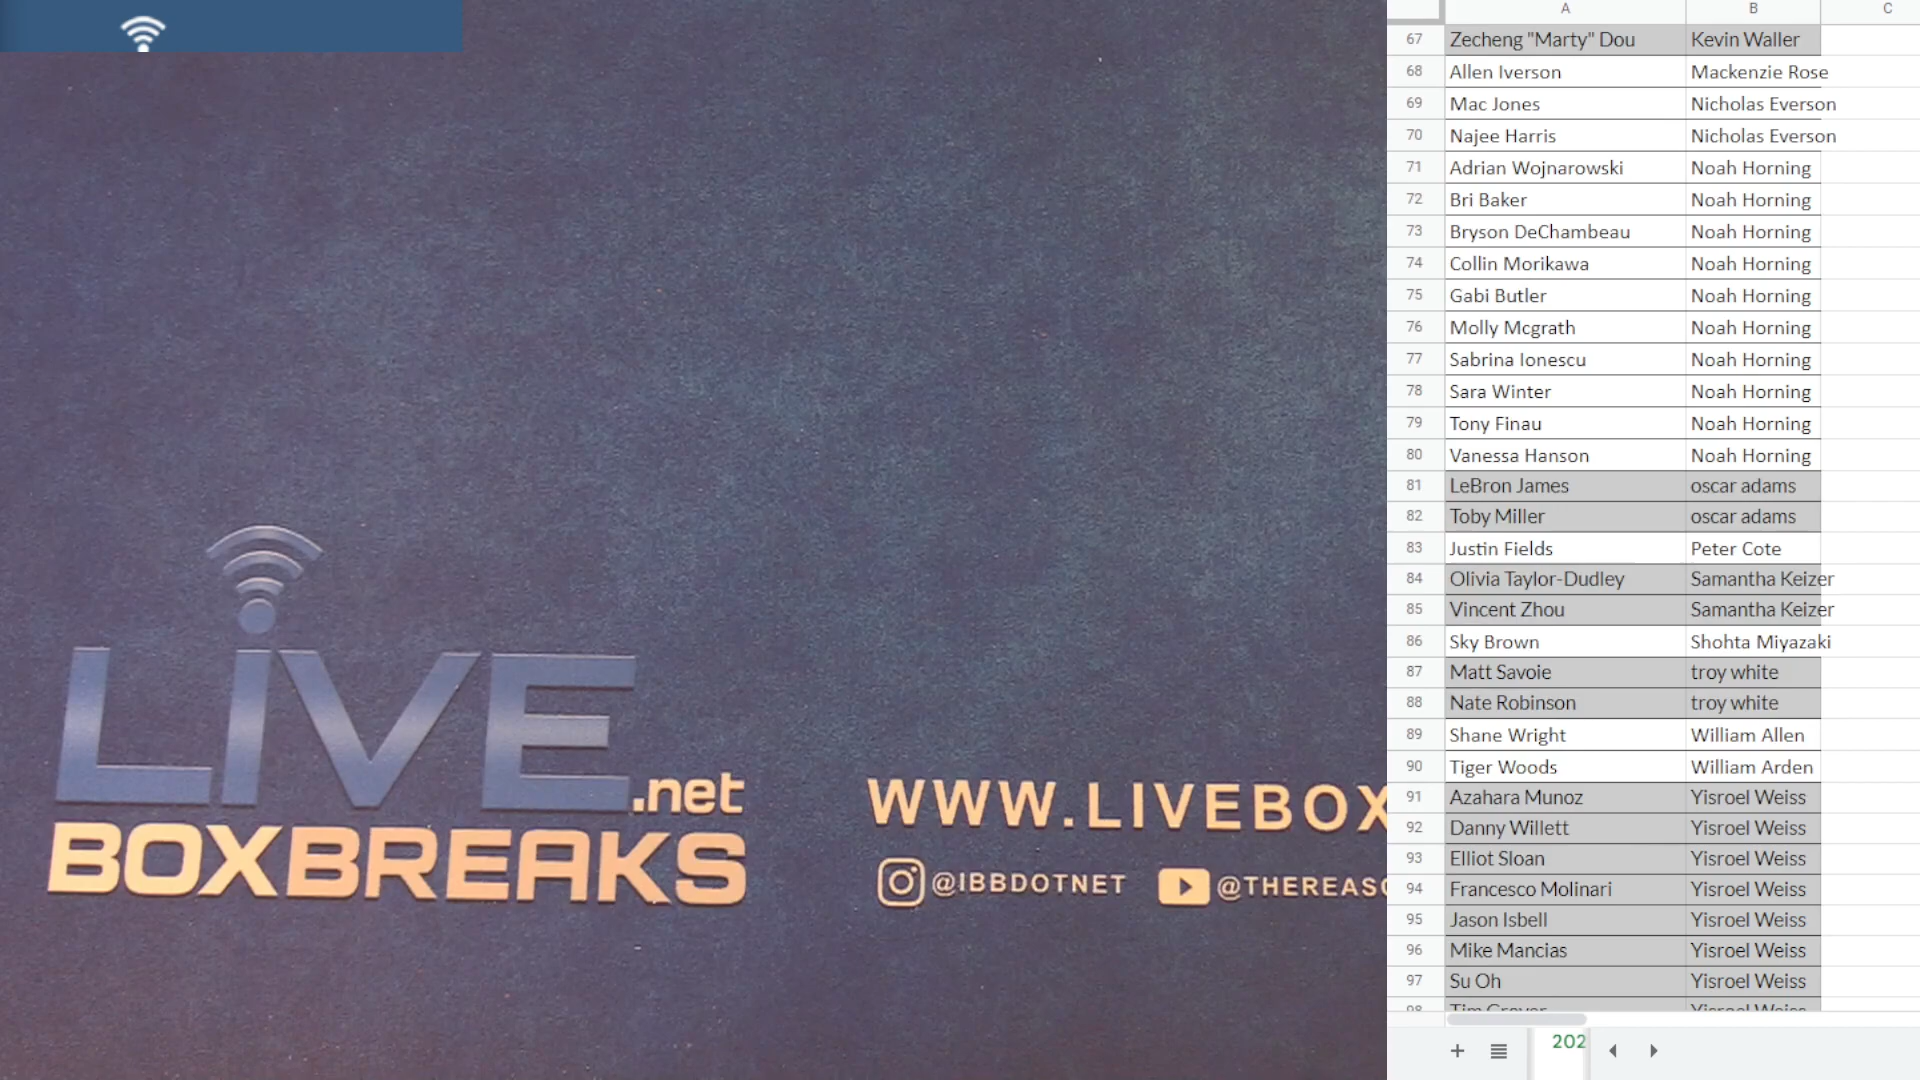 LIVE
.net
BOXBREAKS
WWW.LIVEBOX
@IBBDOTNET @THEREASO
A B C
67 Zecheng "Marty" Dou Kevin Waller
68 Allen Iverson Mackenzie Rose
69 Mac Jones Nicholas Everson
70 Najee Harris Nicholas Everson
71 Adrian Wojnarowski Noah Horning
72 Bri Baker Noah Horning
73 Bryson DeChambeau Noah Horning
74 Collin Morikawa Noah Horning
75 Gabi Butler Noah Horning
76 Molly Mcgrath Noah Horning
77 Sabrina Ionescu Noah Horning
78 Sara Winter Noah Horning
79 Tony Finau Noah Horning
80 Vanessa Hanson Noah Horning
81 LeBron James oscar adams
82 Toby Miller oscar adams
83 Justin Fields Peter Cote
84 Olivia Taylor-Dudley Samantha Keizer
85 Vincent Zhou Samantha Keizer
86 Sky Brown Shohta Miyazaki
87 Matt Savoie troy white
88 Nate Robinson troy white
89 Shane Wright William Allen
90 Tiger Woods William Arden
91 Azahara Munoz Yisroel Weiss
92 Danny Willett Yisroel Weiss
93 Elliot Sloan Yisroel Weiss
94 Francesco Molinari Yisroel Weiss
95 Jason Isbell Yisroel Weiss
96 Mike Mancias Yisroel Weiss
97 Su Oh Yisroel Weiss
98 Tim Grover Yisroel Weiss
202